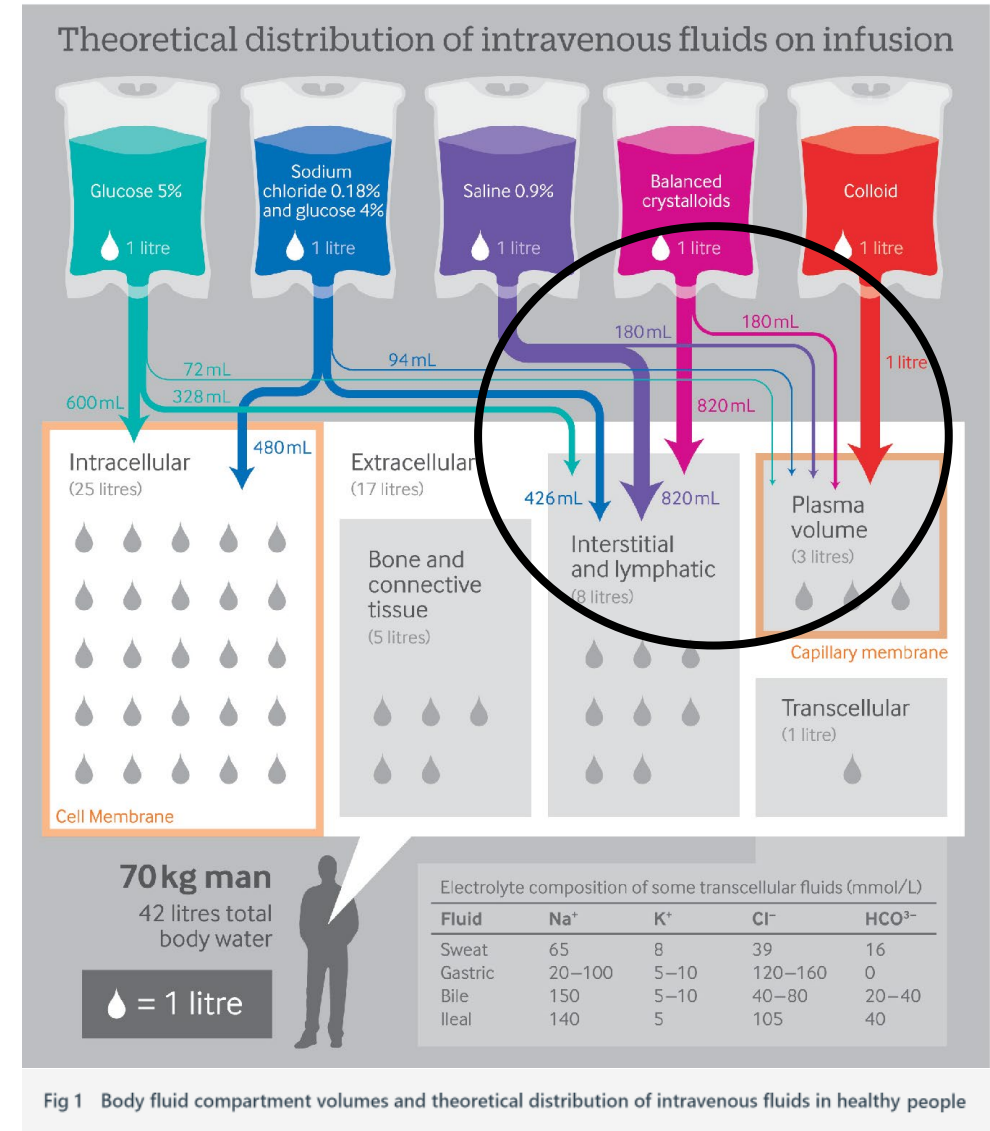 Theoretical distribution of intravenous fluids on infusion
Glucose 5%
1 litre
Sodium
chloride 0.18%
and glucose 4%
1 litre
Saline 0.9%
1 litre
Balanced
crystalloids
1 litre
Colloid
1 litre
72 mL
94 mL
180 mL
180 mL
1 litre
600 mL
328 mL
820 mL
480 mL
426 mL
820 mL
Intracellular
(25 litres)
Cell Membrane
Extracellular
(17 litres)
Bone and
connective
tissue
(5 litres)
Interstitial
and lymphatic
(8 litres)
Plasma
volume
(3 litres)
Capillary membrane
Transcellular
(1 litre)
70 kg man
42 litres total
body water
= 1 litre
Electrolyte composition of some transcellular fluids (mmol/L)
Fluid Na⁺ K⁺ Cl⁻ HCO³⁻
Sweat 65 8 39 16
Gastric 20–100 5–10 120–160 0
Bile 150 5–10 40–80 20–40
Ileal 140 5 105 40
Fig 1 Body fluid compartment volumes and theoretical distribution of intravenous fluids in healthy people